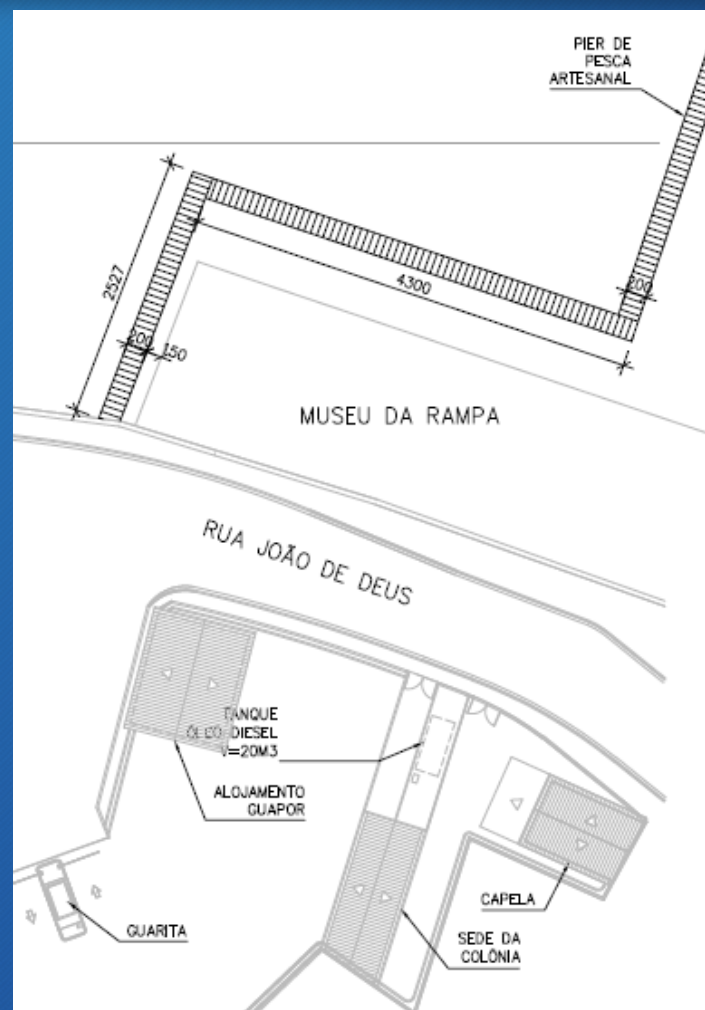 PIER DE
PESCA
ARTESANAL
2527
4300
200
200
150
MUSEU DA RAMPA
RUA JOÃO DE DEUS
TANQUE
ÓLEO DIESEL
V=20M3
ALOJAMENTO
GUAPOR
CAPELA
GUARITA
SEDE DA
COLÔNIA